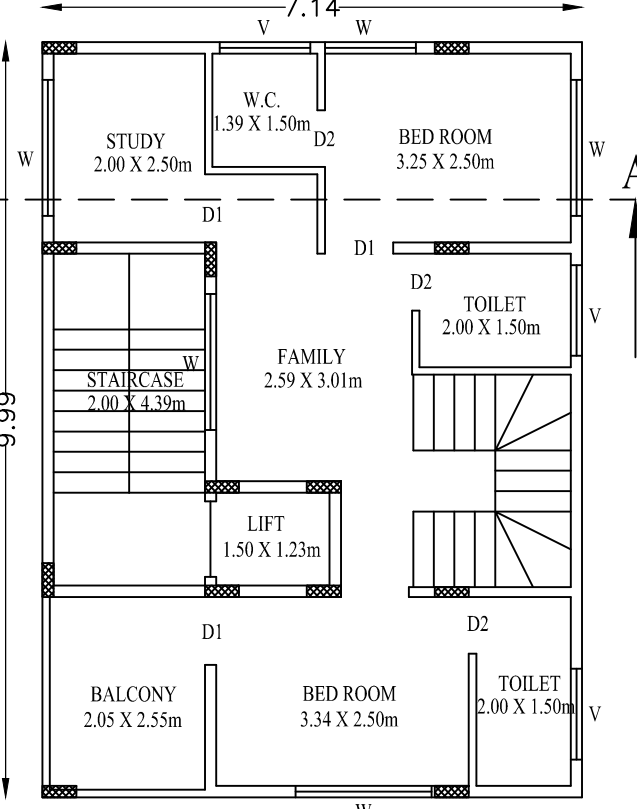 7.14
V
W
W.C.
1.39 X 1.50m
D2
STUDY
2.00 X 2.50m
BED ROOM
3.25 X 2.50m
W
W
A
D1
D1
D2
TOILET
2.00 X 1.50m
V
FAMILY
2.59 X 3.01m
W
STAIRCASE
2.00 X 4.39m
9.99
LIFT
1.50 X 1.23m
D1
D2
BALCONY
2.05 X 2.55m
BED ROOM
3.34 X 2.50m
TOILET
2.00 X 1.50m
V
W